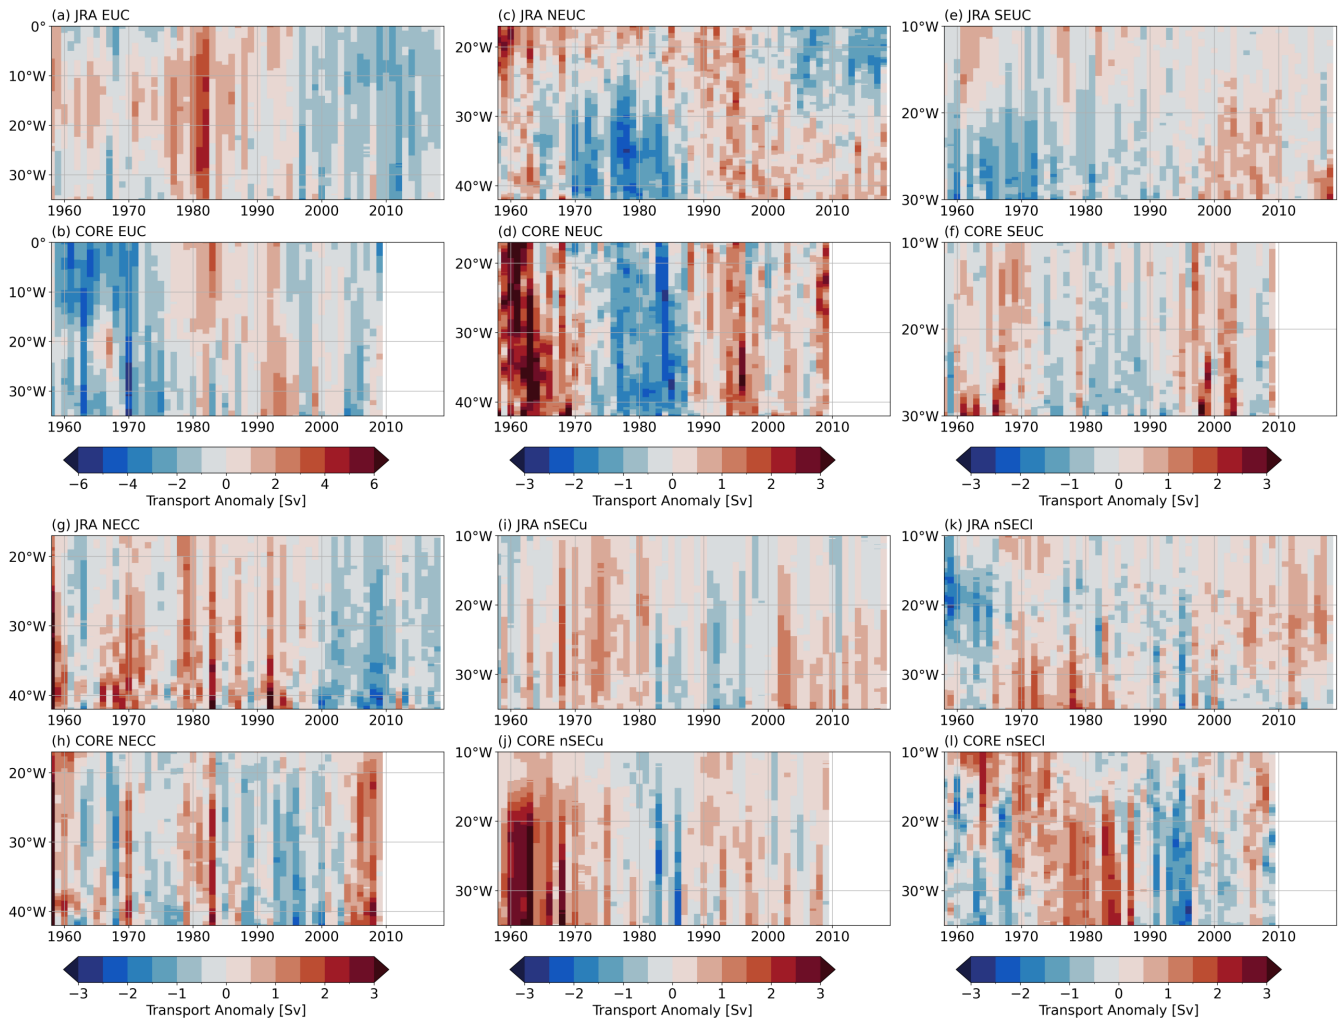 (a) JRA EUC
(c) JRA NEUC
(e) JRA SEUC
0°
10°W
20°W
30°W
1960 1970 1980 1990 2000 2010
20°W
30°W
40°W
1960 1970 1980 1990 2000 2010
10°W
20°W
30°W
1960 1970 1980 1990 2000 2010
(b) CORE EUC
(d) CORE NEUC
(f) CORE SEUC
0°
10°W
20°W
30°W
1960 1970 1980 1990 2000 2010
20°W
30°W
40°W
1960 1970 1980 1990 2000 2010
10°W
20°W
30°W
1960 1970 1980 1990 2000 2010
−6 −4 −2 0 2 4 6
Transport Anomaly [Sv]
−3 −2 −1 0 1 2 3
Transport Anomaly [Sv]
−3 −2 −1 0 1 2 3
Transport Anomaly [Sv]
(g) JRA NECC
(i) JRA nSECu
(k) JRA nSECl
20°W
30°W
40°W
1960 1970 1980 1990 2000 2010
10°W
20°W
30°W
1960 1970 1980 1990 2000 2010
10°W
20°W
30°W
1960 1970 1980 1990 2000 2010
(h) CORE NECC
(j) CORE nSECu
(l) CORE nSECl
20°W
30°W
40°W
1960 1970 1980 1990 2000 2010
10°W
20°W
30°W
1960 1970 1980 1990 2000 2010
10°W
20°W
30°W
1960 1970 1980 1990 2000 2010
−3 −2 −1 0 1 2 3
Transport Anomaly [Sv]
−3 −2 −1 0 1 2 3
Transport Anomaly [Sv]
−3 −2 −1 0 1 2 3
Transport Anomaly [Sv]